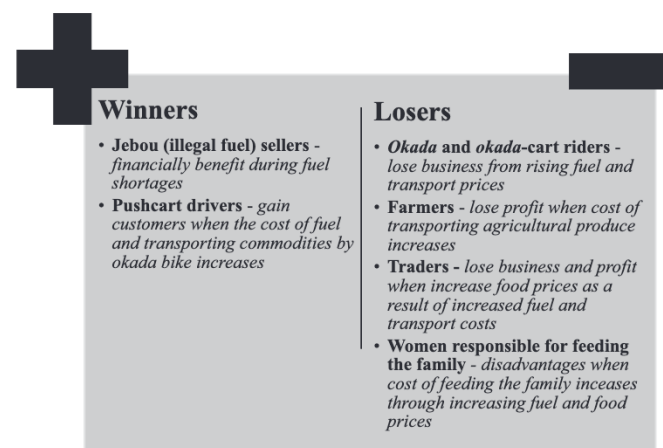 Winners
• Jebou (illegal fuel) sellers -
financially benefit during fuel
shortages
• Pushcart drivers - gain
customers when the cost of fuel
and transporting commodities by
okada bike increases
Losers
• Okada and okada-cart riders -
lose business from rising fuel and
transport prices
• Farmers - lose profit when cost of
transporting agricultural produce
increases
• Traders - lose business and profit
when increase food prices as a
result of increased fuel and
transport costs
• Women responsible for feeding
the family - disadvantages when
cost of feeding the family inceases
through increasing fuel and food
prices